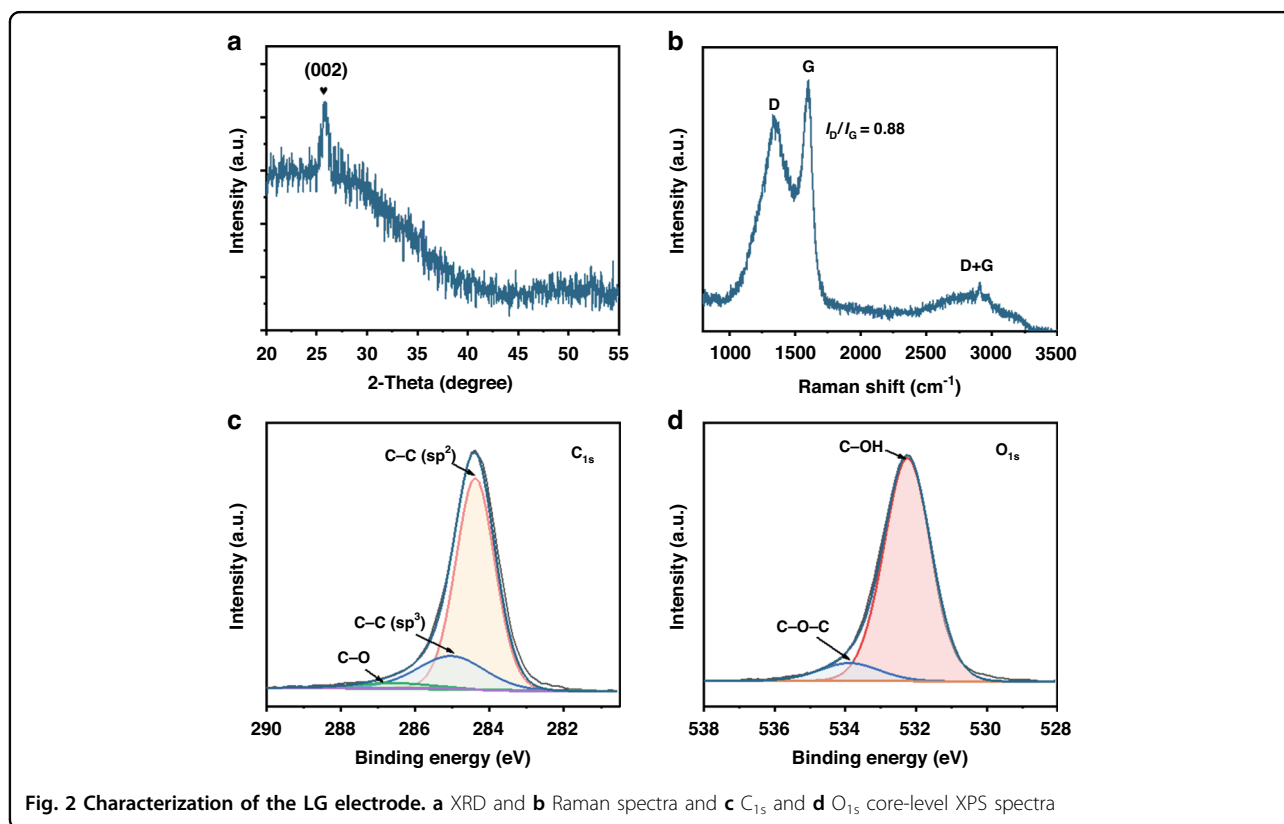 a
(002)
♥
Intensity (a.u.)
20 25 30 35 40 45 50 55
2-Theta (degree)
b
G
D
I_D/I_G = 0.88
D+G
Intensity (a.u.)
1000 1500 2000 2500 3000 3500
Raman shift (cm⁻¹)
c
C–C (sp²)
C₁ₛ
C–C (sp³)
C–O
Intensity (a.u.)
290 288 286 284 282
Binding energy (eV)
d
C–OH
O₁ₛ
C–O–C
Intensity (a.u.)
538 536 534 532 530 528
Binding energy (eV)
Fig. 2 Characterization of the LG electrode. a XRD and b Raman spectra and c C₁ₛ and d O₁ₛ core-level XPS spectra